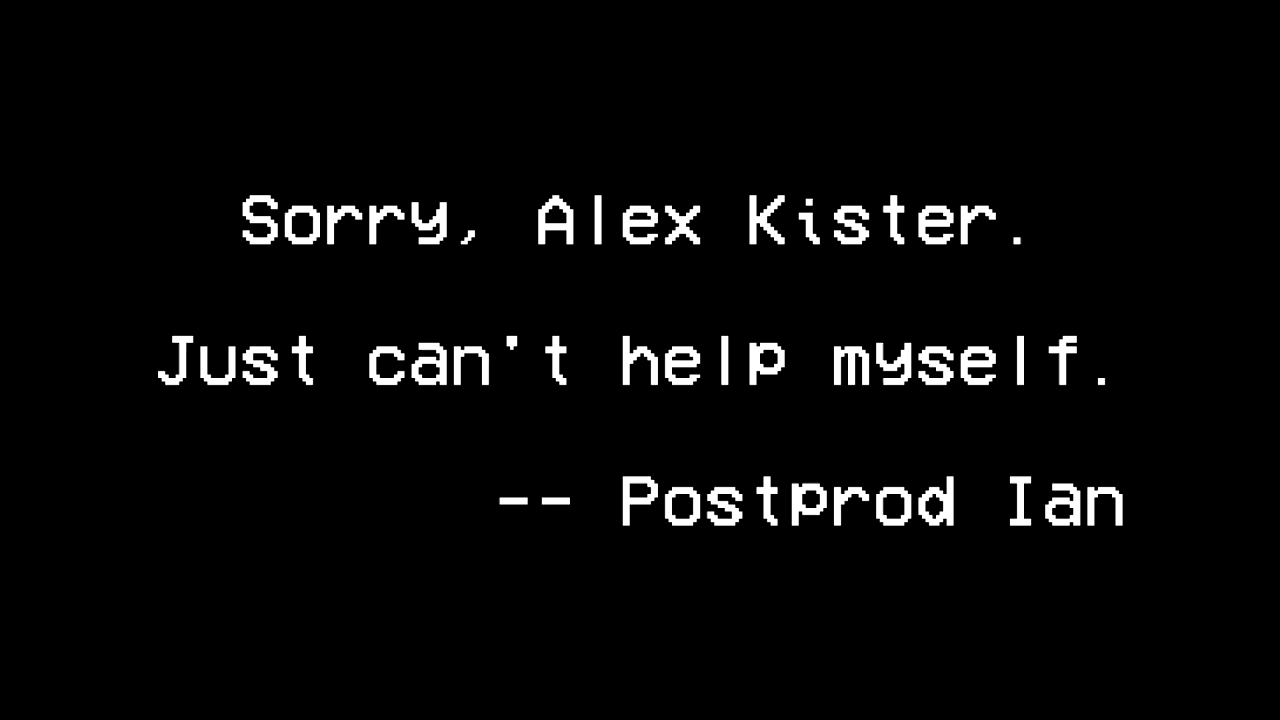 Sorry, Alex Kister.
Just can't help myself.
-- Postprod Ian